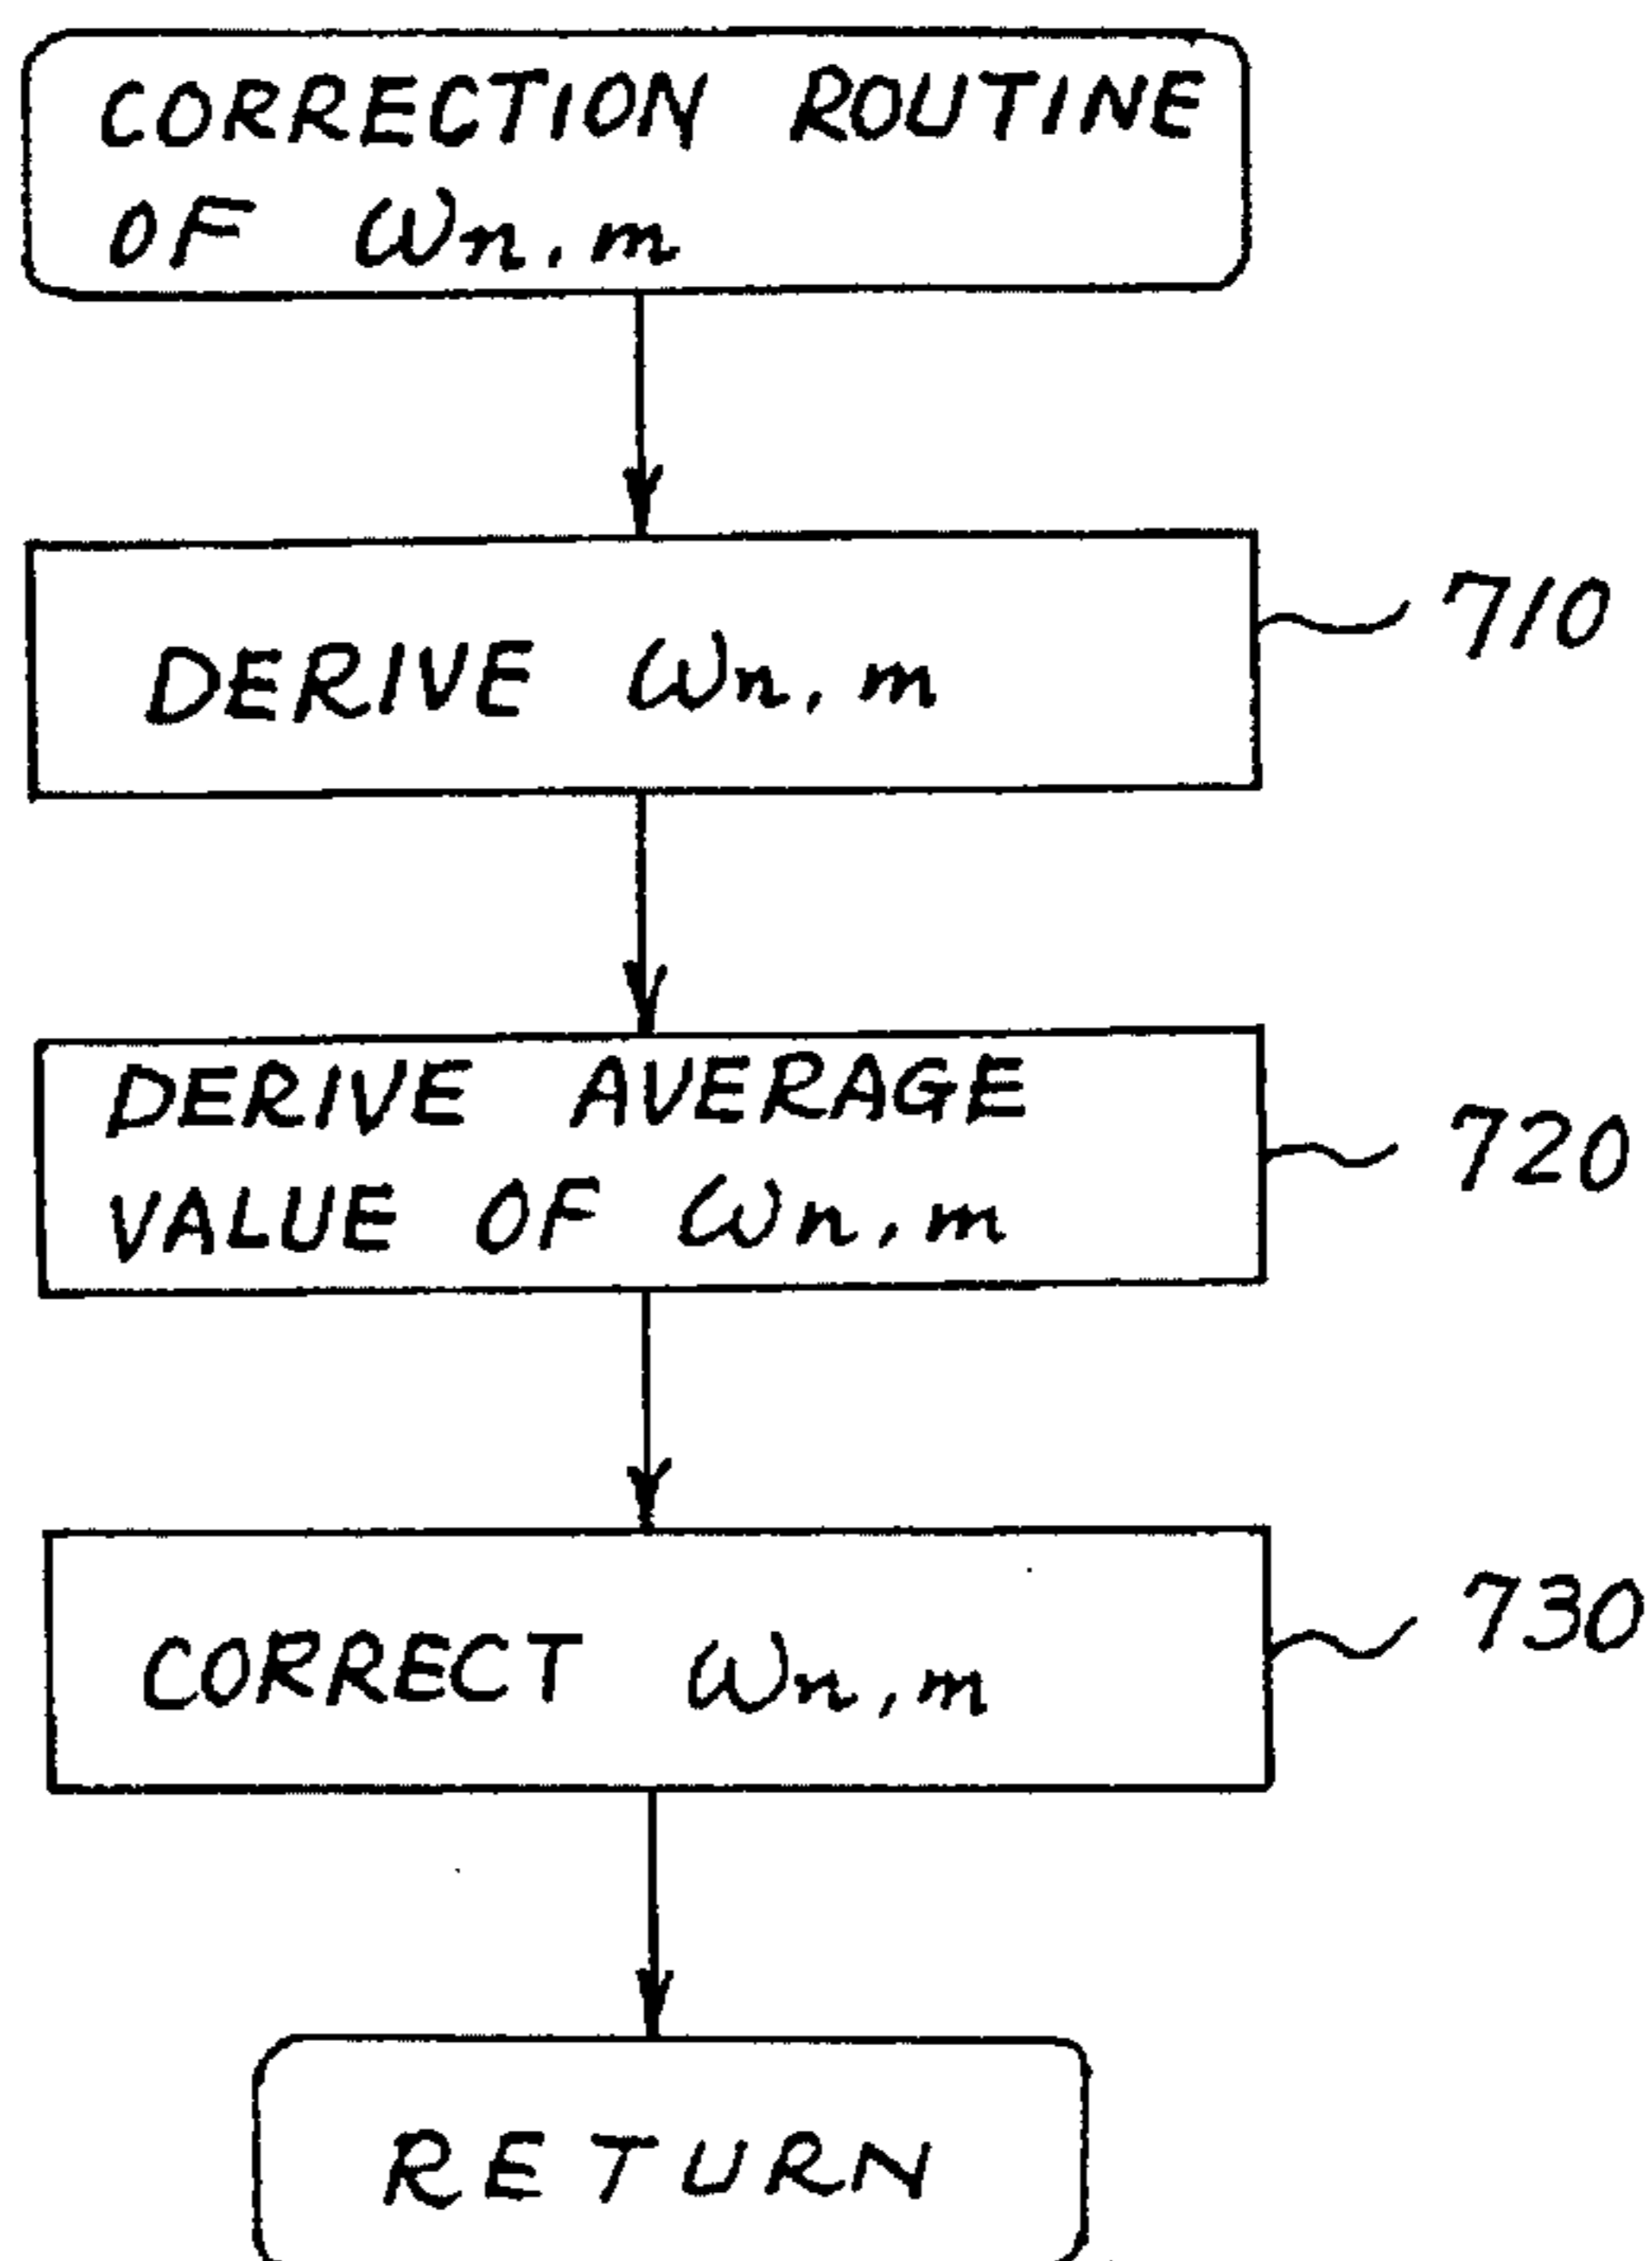 CORRECTION ROUTINE
OF ωn,m
DERIVE ωn,m
710
DERIVE AVERAGE
VALUE OF ωn,m
720
CORRECT ωn,m
730
RETURN